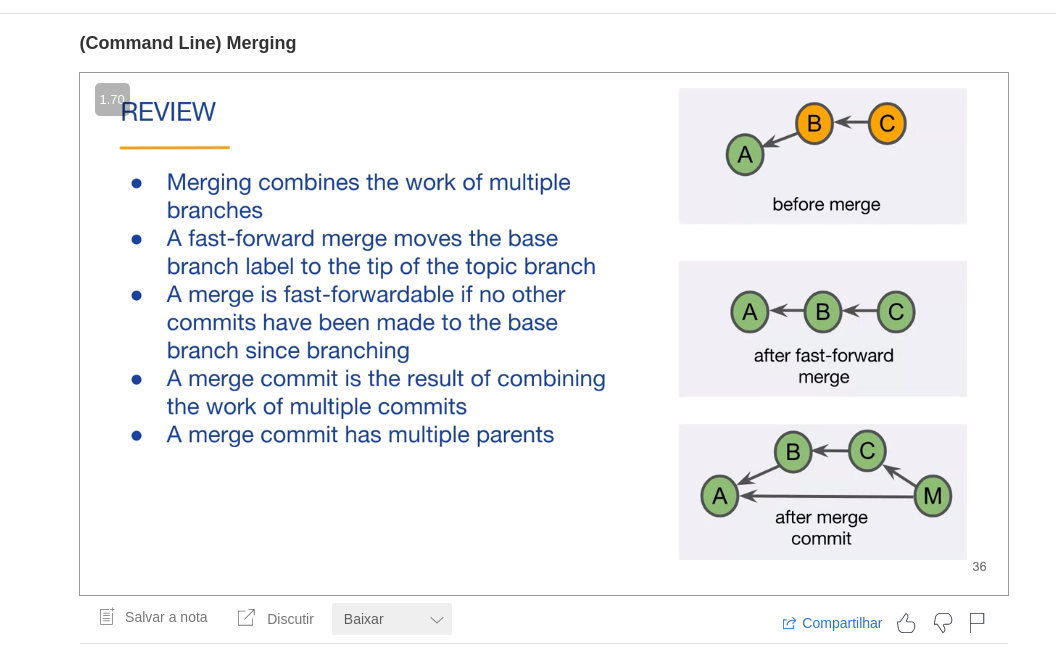 (Command Line) Merging
1.70
REVIEW
● Merging combines the work of multiple
branches
● A fast-forward merge moves the base
branch label to the tip of the topic branch
● A merge is fast-forwardable if no other
commits have been made to the base
branch since branching
● A merge commit is the result of combining
the work of multiple commits
● A merge commit has multiple parents
B C
A
before merge
A B C
after fast-forward
merge
B C
A M
after merge
commit
36
Salvar a nota
Discutir
Baixar
Compartilhar